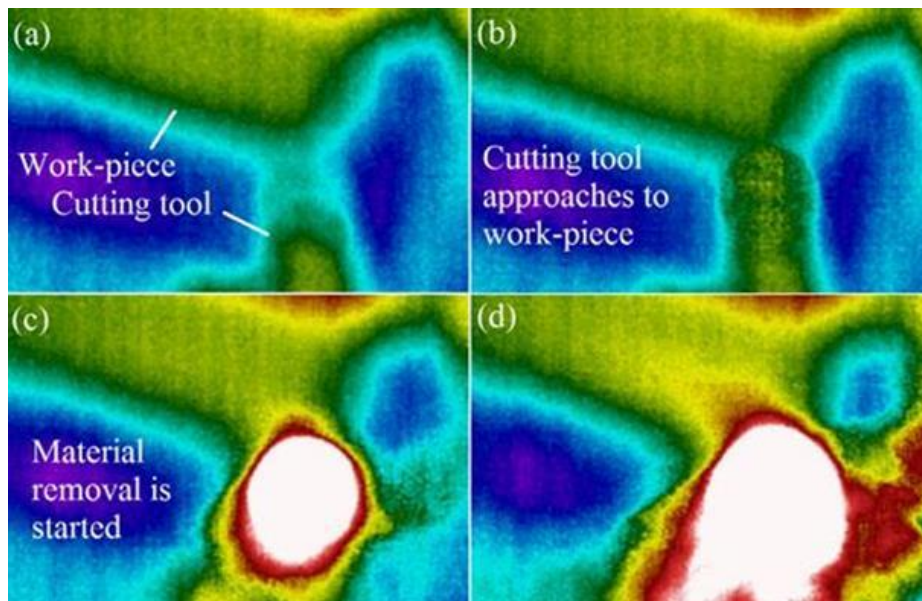 (a)
Work-piece
Cutting tool
(b)
Cutting tool
approaches to
work-piece
(c)
Material
removal is
started
(d)